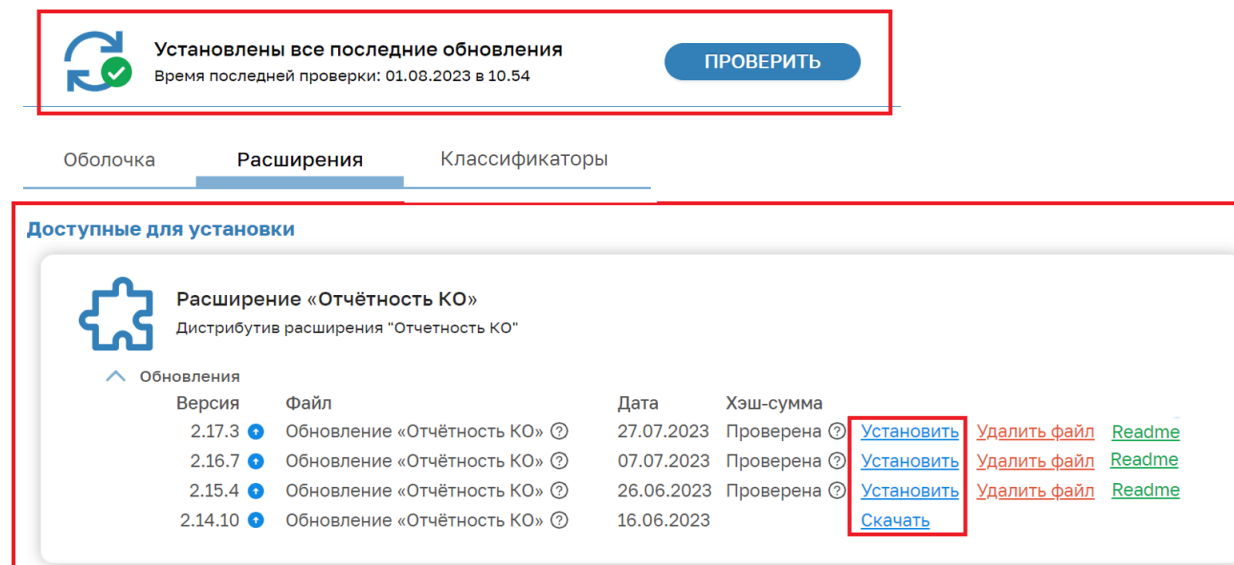 Установлены все последние обновления
Время последней проверки: 01.08.2023 в 10.54
ПРОВЕРИТЬ
Оболочка Расширения Классификаторы
Доступные для установки
Расширение «Отчётность КО»
Дистрибутив расширения "Отчетность КО"
Обновления
Версия Файл Дата Хэш-сумма
2.17.3 Обновление «Отчётность КО» 27.07.2023 Проверена Установить Удалить файл Readme
2.16.7 Обновление «Отчётность КО» 07.07.2023 Проверена Установить Удалить файл Readme
2.15.4 Обновление «Отчётность КО» 26.06.2023 Проверена Установить Удалить файл Readme
2.14.10 Обновление «Отчётность КО» 16.06.2023 Скачать